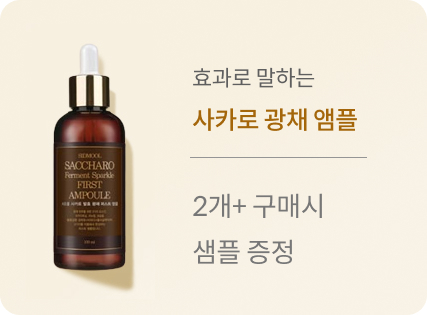 SIDMOOL
SACCHARO
Ferment Sparkle
FIRST
AMPOULE
효과로 말하는
사카로 광채 앰플
2개+ 구매시
샘플 증정